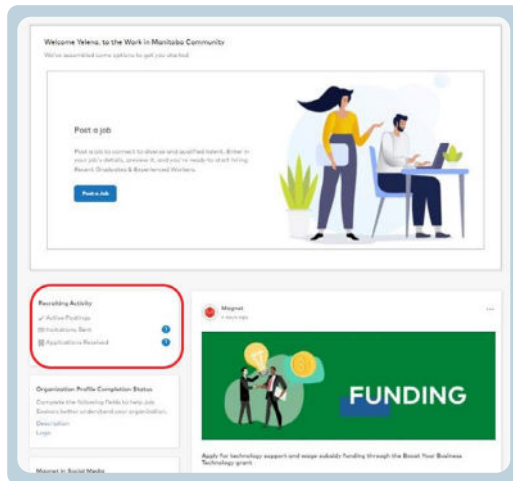 Welcome Yelena, to the Work in Manitoba Community
We've assembled some options to get you started
Post a job
Post a job to connect to diverse and qualified talent. Enter in
your job's details, preview it, and you're ready to start hiring
Recent Graduates & Experienced Workers.
Post a Job
Recruiting Activity
Active Postings
Invitations Sent
Applications Received
Organization Profile Completion Status
Complete the following fields to help Job
Seekers better understand your organization.
Description
Logo
Magnet in Social Media
Magnet
days ago
FUNDING
Apply for technology support and wage subsidy funding through the Boost Your Business
Technology grant